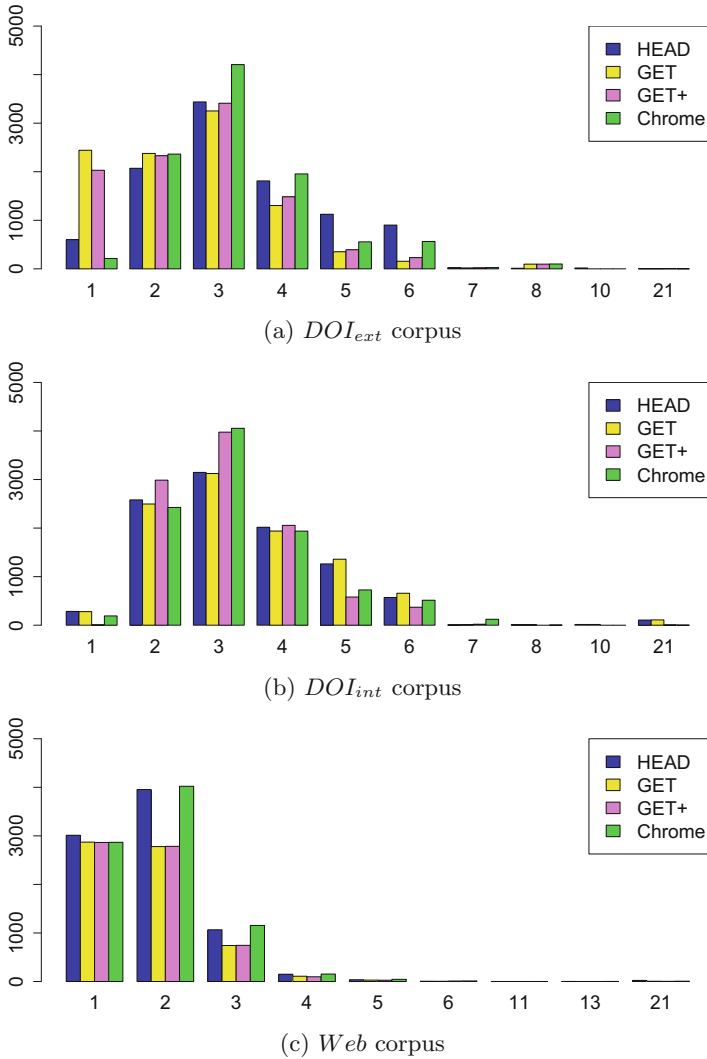 5000
3000
1000
0
HEAD
GET
GET+
Chrome
1 2 3 4 5 6 7 8 10 21
(a) DOI_ext corpus
5000
3000
1000
0
HEAD
GET
GET+
Chrome
1 2 3 4 5 6 7 8 10 21
(b) DOI_int corpus
5000
3000
1000
0
HEAD
GET
GET+
Chrome
1 2 3 4 5 6 11 13 21
(c) Web corpus